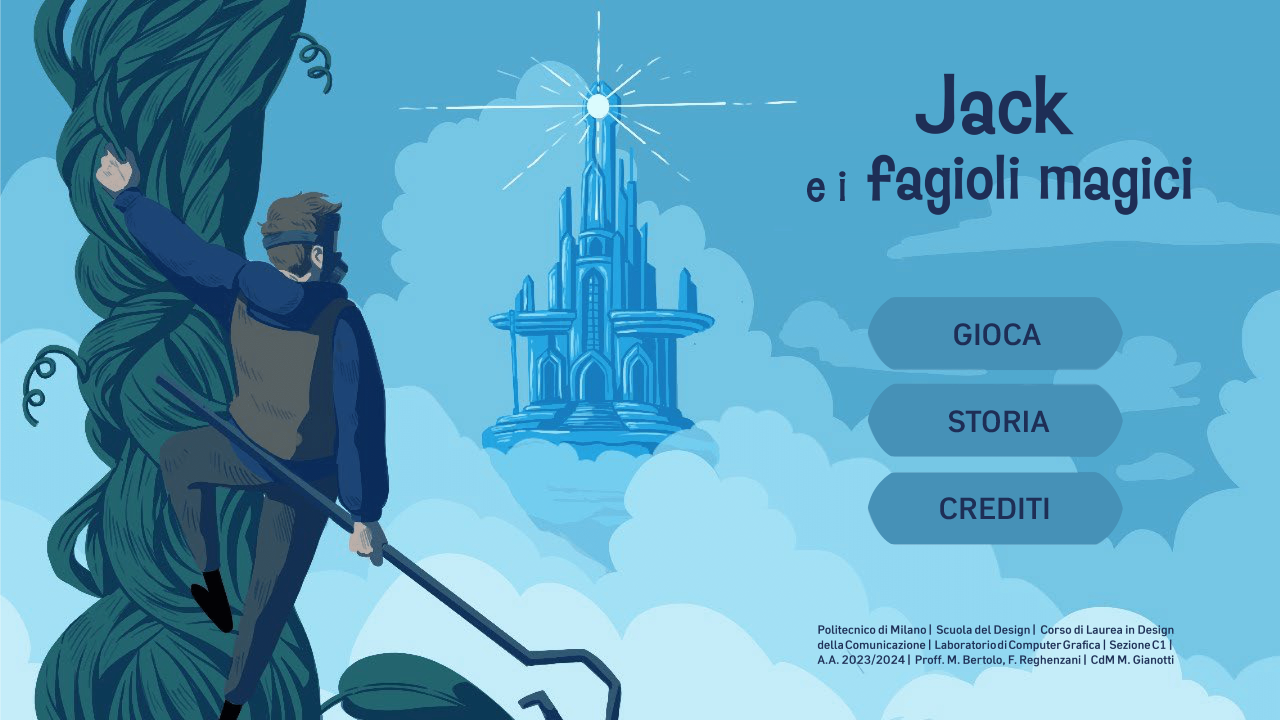 Jack
e i fagioli magici
GIOCA
STORIA
CREDITI
Politecnico di Milano | Scuola del Design | Corso di Laurea in Design
della Comunicazione | Laboratorio di Computer Grafica | Sezione C1 |
A.A. 2023/2024 | Proff. M. Bertolo, F. Reghenzani | CdM M. Gianotti